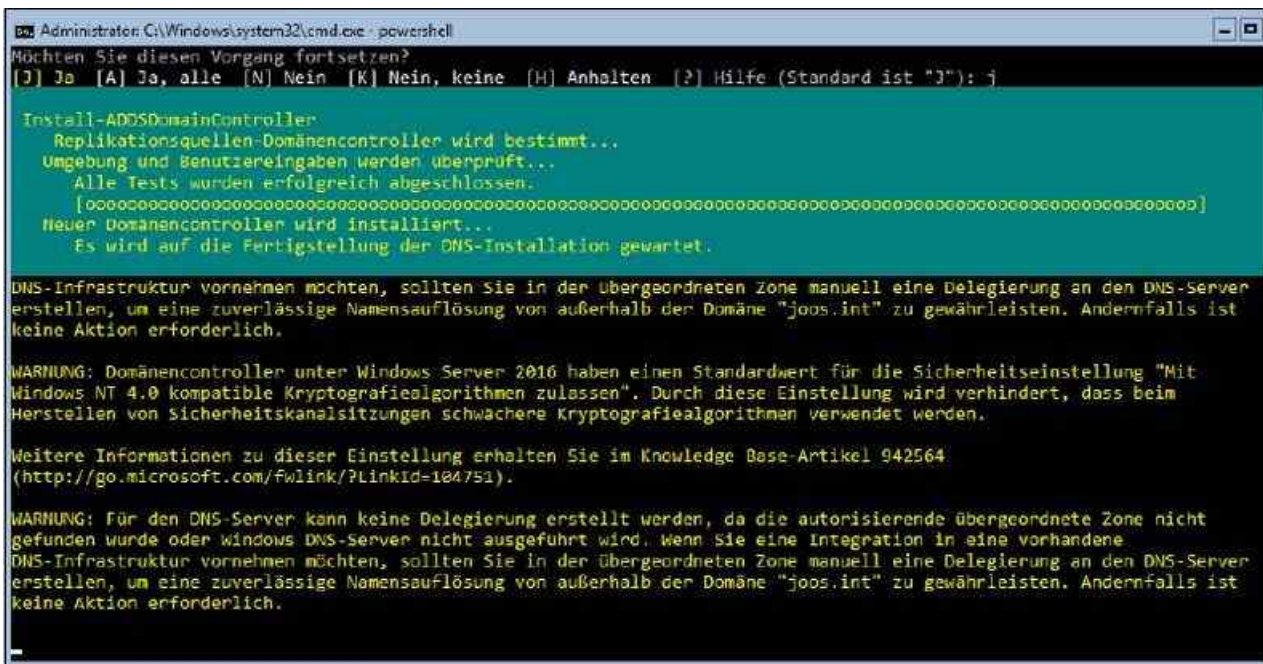 Administrator: C:\Windows\system32\cmd.exe - powershell
Möchten Sie diesen Vorgang fortsetzen?
[J] Ja  [A] Ja, alle  [N] Nein  [K] Nein, keine  [H] Anhalten  [?] Hilfe (Standard ist "J"): j
Install-ADDSDomainController
Replikationsquellen-Domänencontroller wird bestimmt...
Umgebung und Benutzereingaben werden überprüft...
Alle Tests wurden erfolgreich abgeschlossen.
[oooooooooooooooooooooooooooooooooooooooooooooooooooooooooooooooooooooooooooooooooooooooooooooooooooooooooo]
Neuer Domänencontroller wird installiert...
Es wird auf die Fertigstellung der DNS-Installation gewartet.
DNS-Infrastruktur vornehmen möchten, sollten Sie in der übergeordneten Zone manuell eine Delegierung an den DNS-Server
erstellen, um eine zuverlässige Namensauflösung von außerhalb der Domäne "joos.int" zu gewährleisten. Andernfalls ist
keine Aktion erforderlich.
WARNUNG: Domänencontroller unter Windows Server 2016 haben einen Standardwert für die Sicherheitseinstellung "Mit
Windows NT 4.0 kompatible Kryptografiealgorithmen zulassen". Durch diese Einstellung wird verhindert, dass beim
Herstellen von Sicherheitskanalsitzungen schwächere Kryptografiealgorithmen verwendet werden.
Weitere Informationen zu dieser Einstellung erhalten Sie im Knowledge Base-Artikel 942564
(http://go.microsoft.com/fwlink/?LinkId=104751).
WARNUNG: Für den DNS-Server kann keine Delegierung erstellt werden, da die autorisierende übergeordnete Zone nicht
gefunden wurde oder Windows DNS-Server nicht ausgeführt wird. Wenn Sie eine Integration in eine vorhandene
DNS-Infrastruktur vornehmen möchten, sollten Sie in der übergeordneten Zone manuell eine Delegierung an den DNS-Server
erstellen, um eine zuverlässige Namensauflösung von außerhalb der Domäne "joos.int" zu gewährleisten. Andernfalls ist
keine Aktion erforderlich.